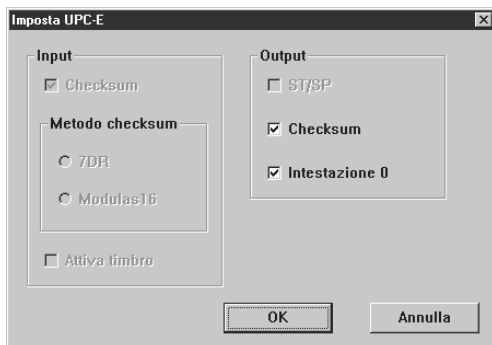 Imposta UPC-E
Input
Checksum
Metodo checksum
7DR
Modulas16
Attiva timbro
Output
ST/SP
Checksum
Intestazione 0
OK
Annulla